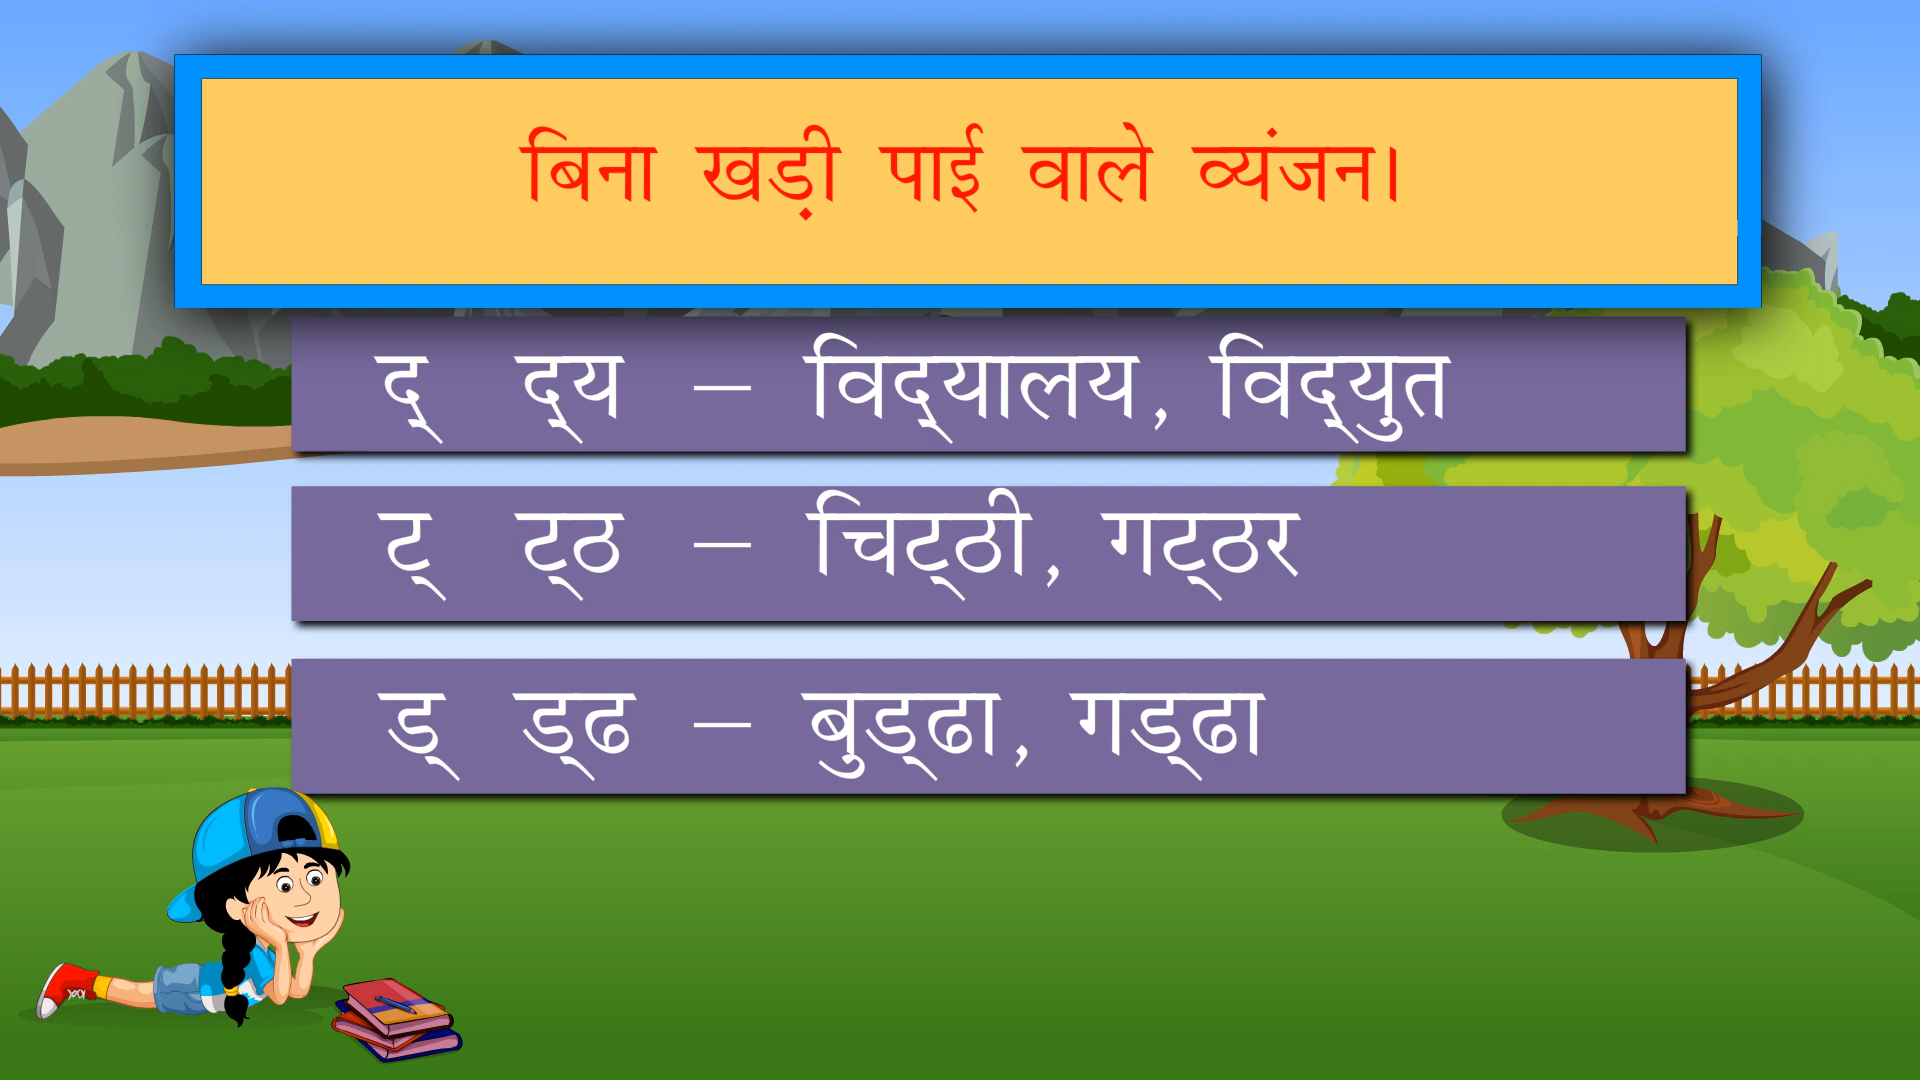 बिना खड़ी पाई वाले व्यंजन।
द् द्‌य – विद्‌यालय, विद्‌युत
ट् ट्‌ठ – चिट्‌ठी, गट्‌ठर
ड् ड्‌ढ – बुड्‌ढा, गड्‌ढा